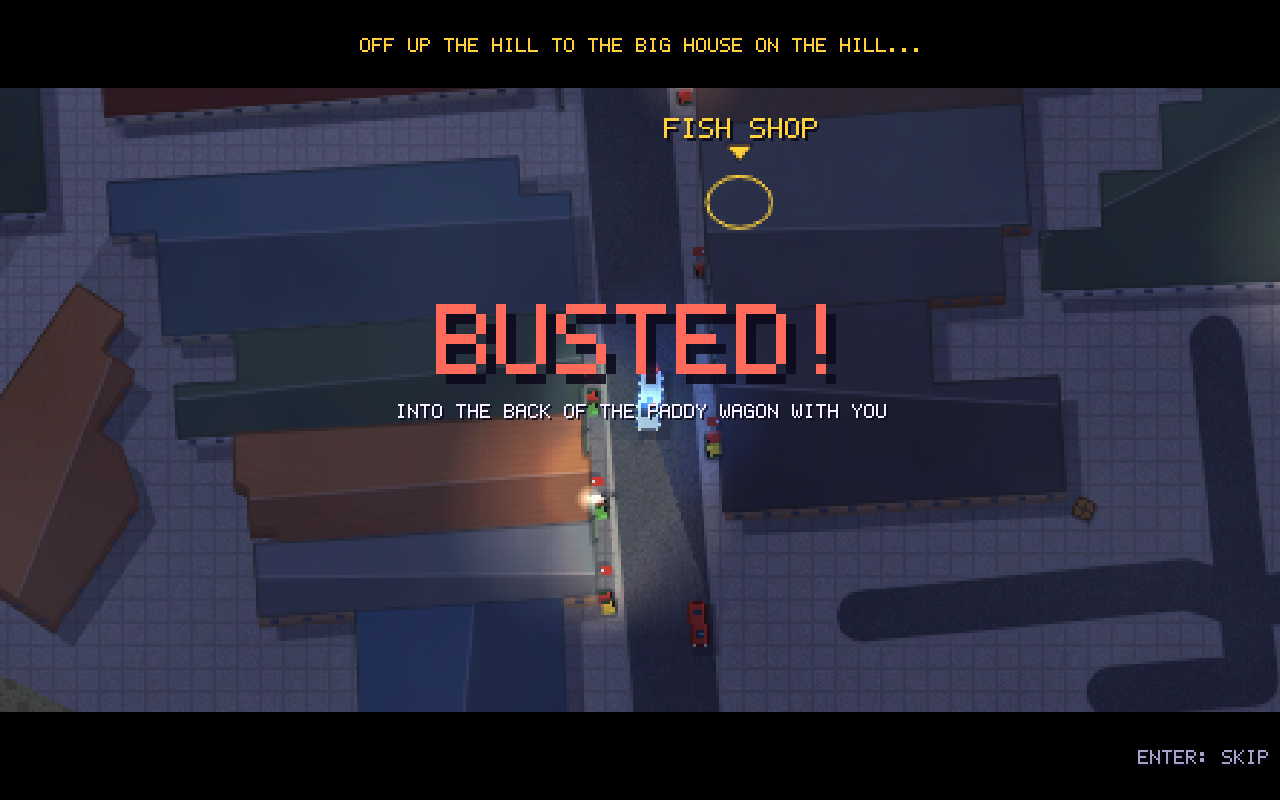 OFF UP THE HILL TO THE BIG HOUSE ON THE HILL...
FISH SHOP
BUSTED!
INTO THE BACK OF THE PADDY WAGON WITH YOU
ENTER: SKIP